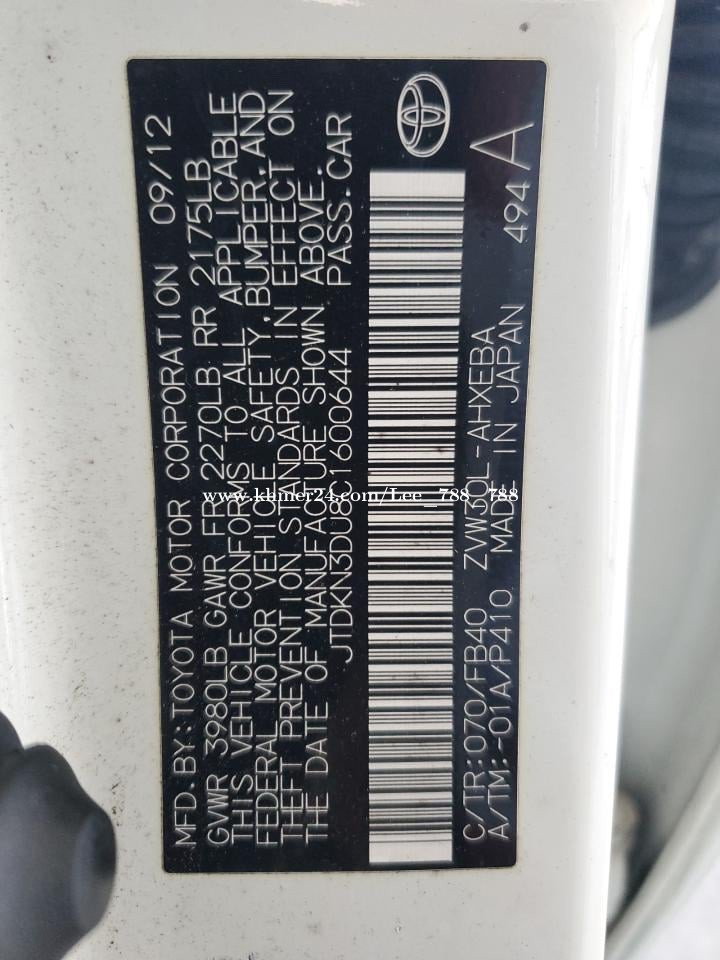 MFD. BY: TOYOTA MOTOR CORPORATION 09/12
GVWR 3980LB GAWR FR 2270LB RR 2175LB
THIS VEHICLE CONFORMS TO ALL APPLICABLE
FEDERAL MOTOR VEHICLE SAFETY, BUMPER, AND
THEFT PREVENTION STANDARDS IN EFFECT ON
THE DATE OF MANUFACTURE SHOWN ABOVE.
JTDKN3DU8C1600644 PASS. CAR
C/TR: 070/FB40 ZVW30L-AHXEBA 494 A
A/TM: -01A/P410 MADE IN JAPAN
www.khmer24.com/Lee_788_788